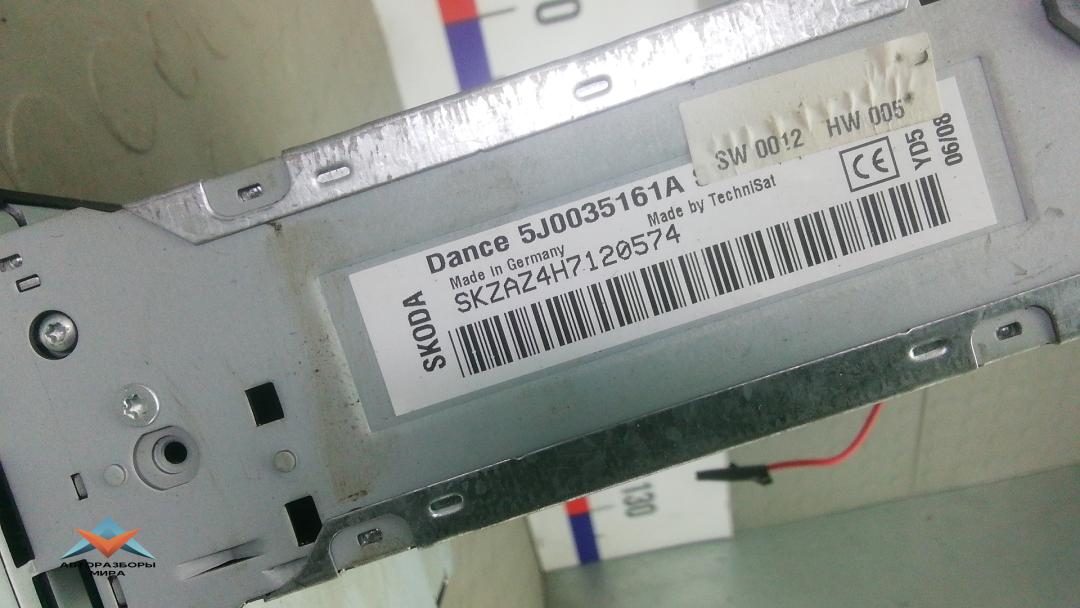 0
SW 0012 HW 005
Dance 5J0035161A
Made in Germany Made by TechniSat
SKZAZ4H7120574
SKODA
CE
YD5
06/08
130
АВТОРАЗБОРЫ
МИРА